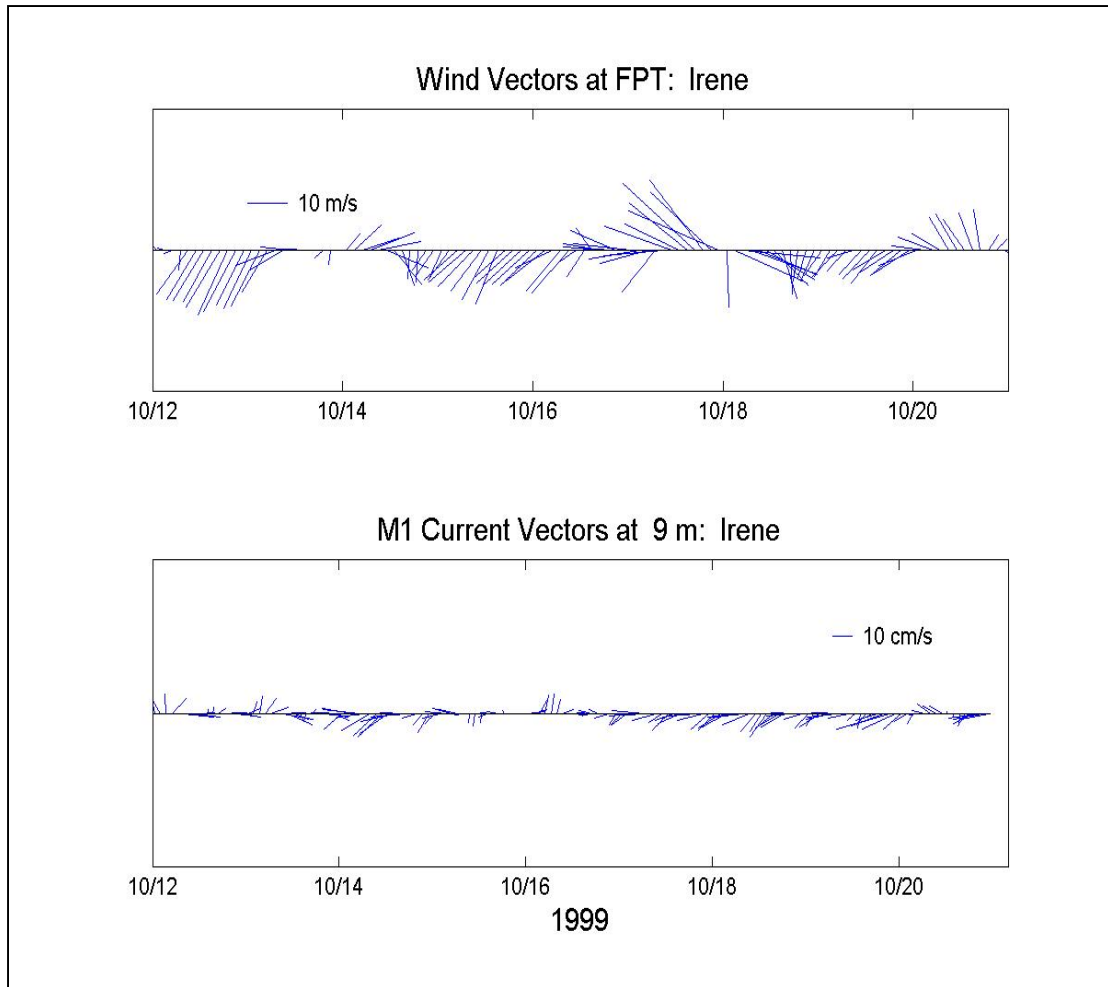 Wind Vectors at FPT: Irene
10 m/s
10/12 10/14 10/16 10/18 10/20
M1 Current Vectors at 9 m: Irene
10 cm/s
10/12 10/14 10/16 10/18 10/20
1999